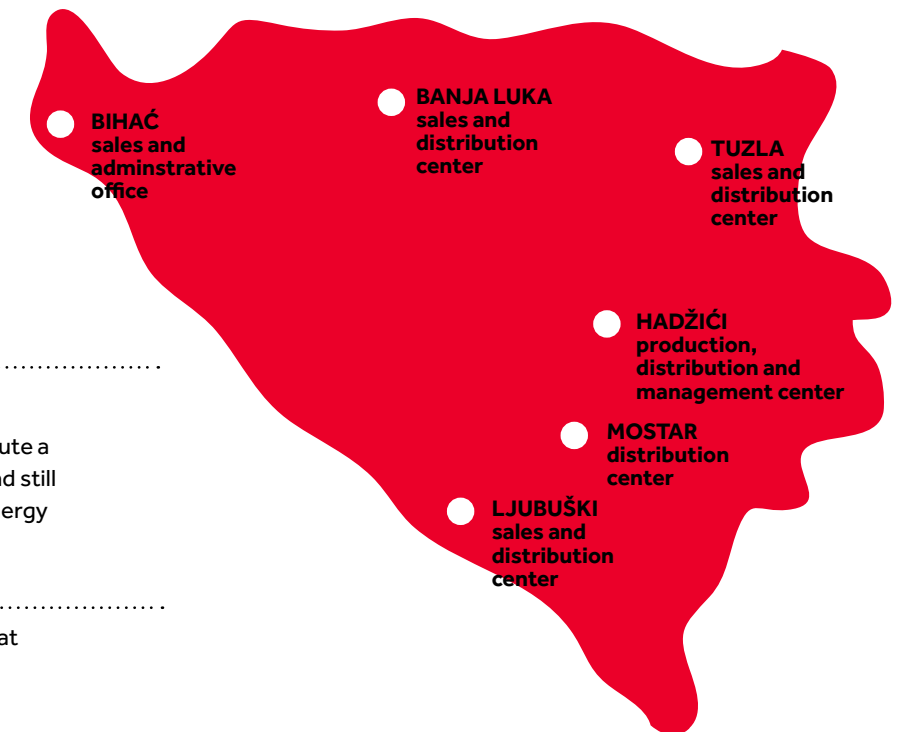 BIHAĆ
sales and
adminstrative
office
BANJA LUKA
sales and
distribution
center
TUZLA
sales and
distribution
center
HADŽIĆI
production,
distribution and
management center
MOSTAR
distribution
center
LJUBUŠKI
sales and
distribution
center
ute a
d still
ergy
at